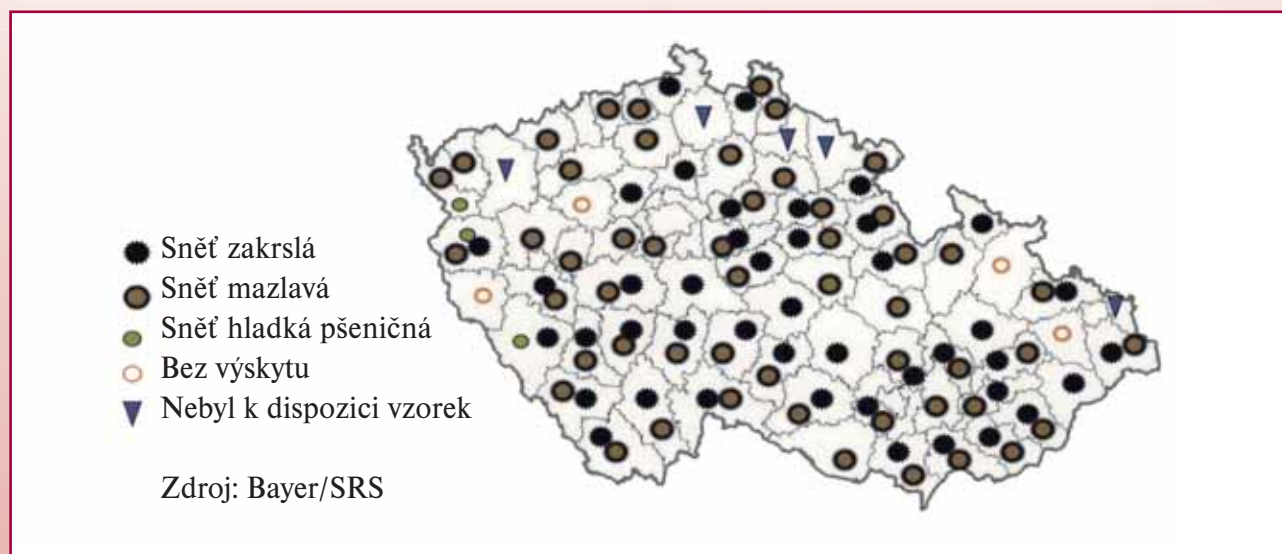 Sněť zakrslá
Sněť mazlavá
Sněť hladká pšeničná
Bez výskytu
Nebyl k dispozici vzorek
Zdroj: Bayer/SRS